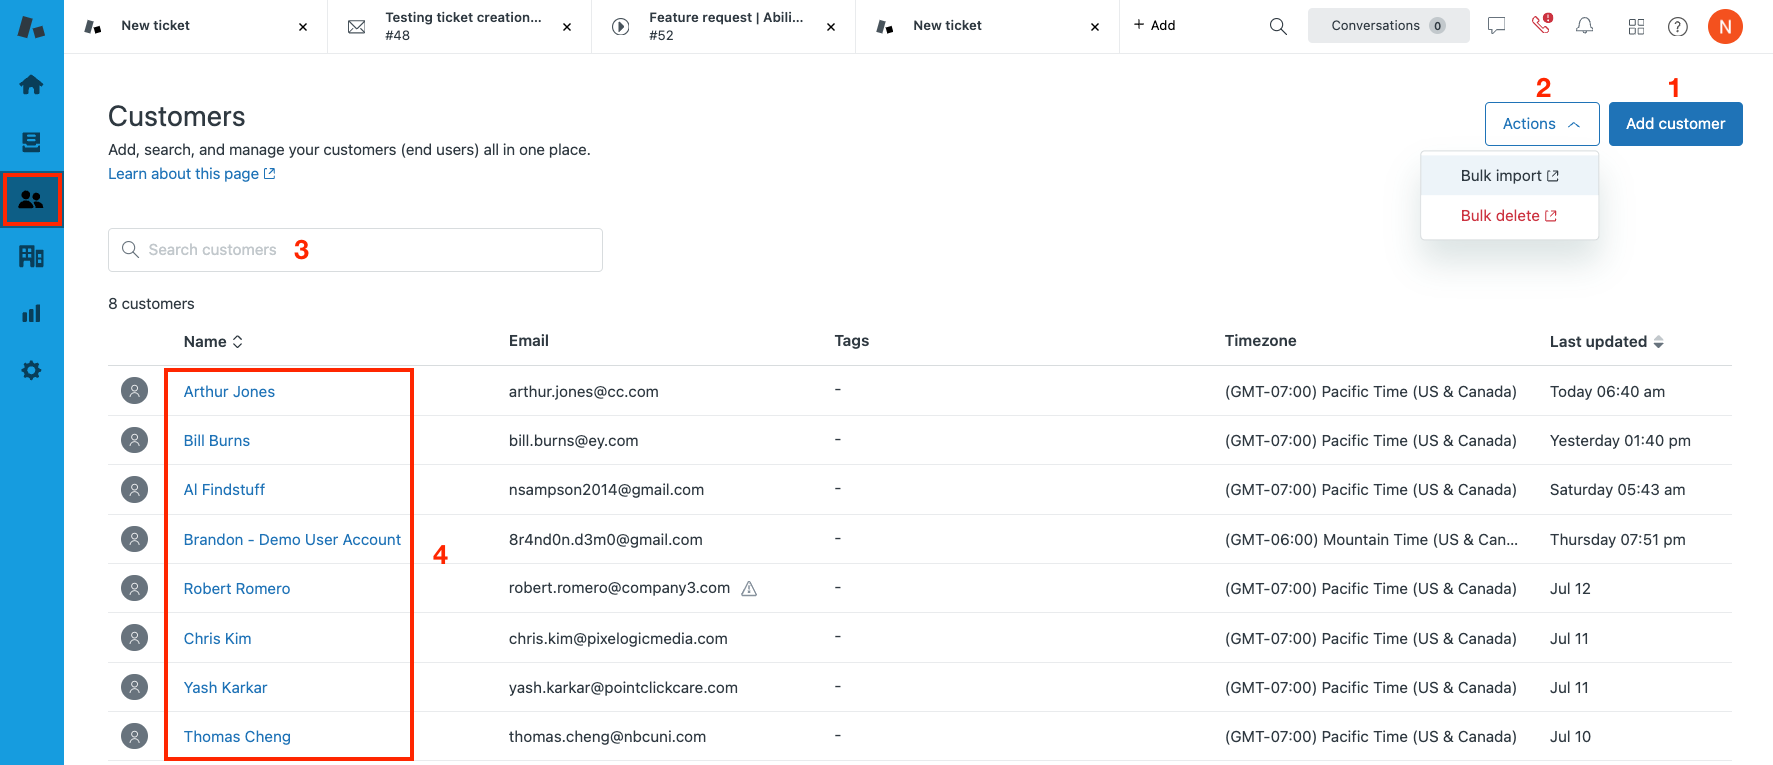 New ticket
Testing ticket creation...
#48
Feature request | Abili...
#52
New ticket
+ Add
Conversations 0
N
Customers
Add, search, and manage your customers (end users) all in one place.
Learn about this page
2
1
Actions
Add customer
Bulk import
Bulk delete
Search customers 3
8 customers
Name Email Tags Timezone Last updated
Arthur Jones arthur.jones@cc.com - (GMT-07:00) Pacific Time (US & Canada) Today 06:40 am
Bill Burns bill.burns@ey.com - (GMT-07:00) Pacific Time (US & Canada) Yesterday 01:40 pm
Al Findstuff nsampson2014@gmail.com - (GMT-07:00) Pacific Time (US & Canada) Saturday 05:43 am
Brandon - Demo User Account 8r4nd0n.d3m0@gmail.com - (GMT-06:00) Mountain Time (US & Can... Thursday 07:51 pm
4
Robert Romero robert.romero@company3.com - (GMT-07:00) Pacific Time (US & Canada) Jul 12
Chris Kim chris.kim@pixelogicmedia.com - (GMT-07:00) Pacific Time (US & Canada) Jul 11
Yash Karkar yash.karkar@pointclickcare.com - (GMT-07:00) Pacific Time (US & Canada) Jul 11
Thomas Cheng thomas.cheng@nbcuni.com - (GMT-07:00) Pacific Time (US & Canada) Jul 10